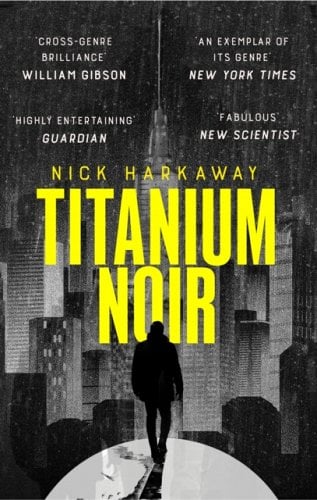 'CROSS-GENRE
BRILLIANCE'
WILLIAM GIBSON
'AN EXEMPLAR OF
ITS GENRE'
NEW YORK TIMES
'HIGHLY ENTERTAINING'
GUARDIAN
'FABULOUS'
NEW SCIENTIST
NICK HARKAWAY
TITANIUM
NOIR